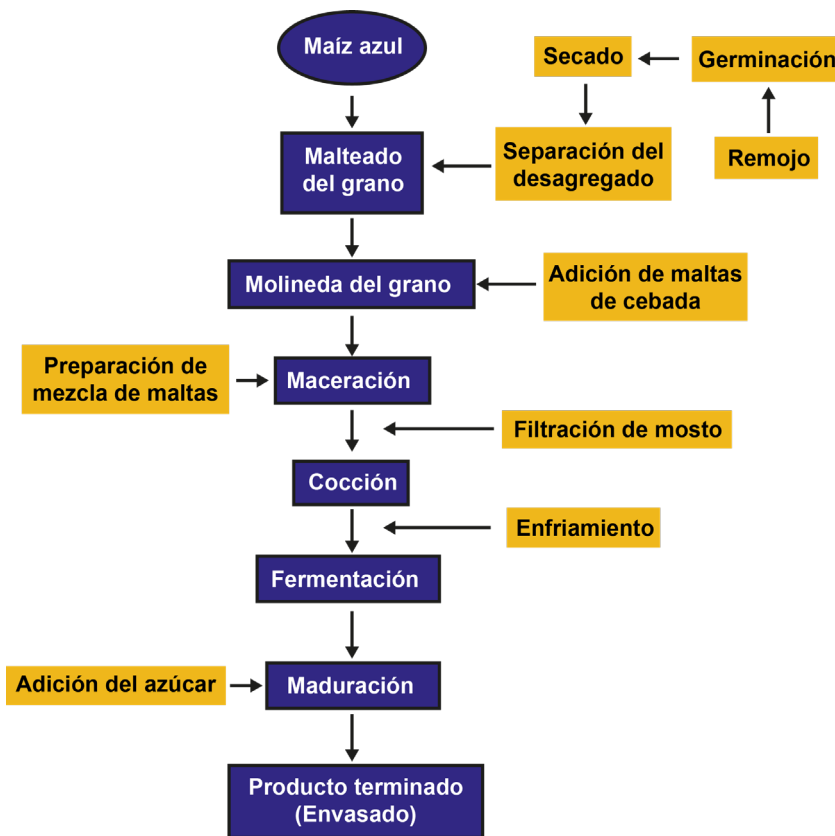 Maíz azul
Secado
Germinación
Malteado
del grano
Separación del
desagregado
Remojo
Molineda del grano
Adición de maltas
de cebada
Preparación de
mezcla de maltas
Maceración
Filtración de mosto
Cocción
Enfriamiento
Fermentación
Adición del azúcar
Maduración
Producto terminado
(Envasado)